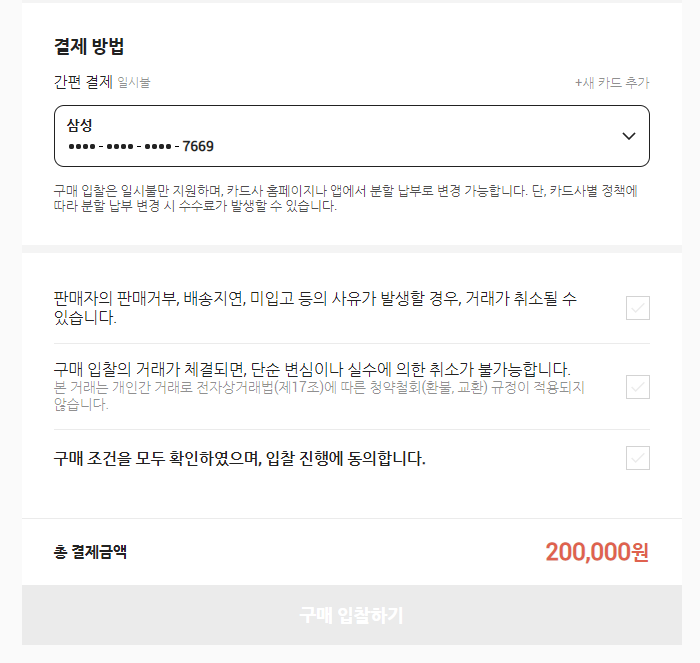 결제 방법
간편 결제 일시불
+새 카드 추가
삼성
●●●● - ●●●● - ●●●● - 7669
구매 입찰은 일시불만 지원하며, 카드사 홈페이지나 앱에서 분할 납부로 변경 가능합니다. 단, 카드사별 정책에
따라 분할 납부 변경 시 수수료가 발생할 수 있습니다.
판매자의 판매거부, 배송지연, 미입고 등의 사유가 발생할 경우, 거래가 취소될 수
있습니다.
구매 입찰의 거래가 체결되면, 단순 변심이나 실수에 의한 취소가 불가능합니다.
본 거래는 개인간 거래로 전자상거래법(제17조)에 따른 청약철회(환불, 교환) 규정이 적용되지
않습니다.
구매 조건을 모두 확인하였으며, 입찰 진행에 동의합니다.
총 결제금액
200,000원
구매 입찰하기